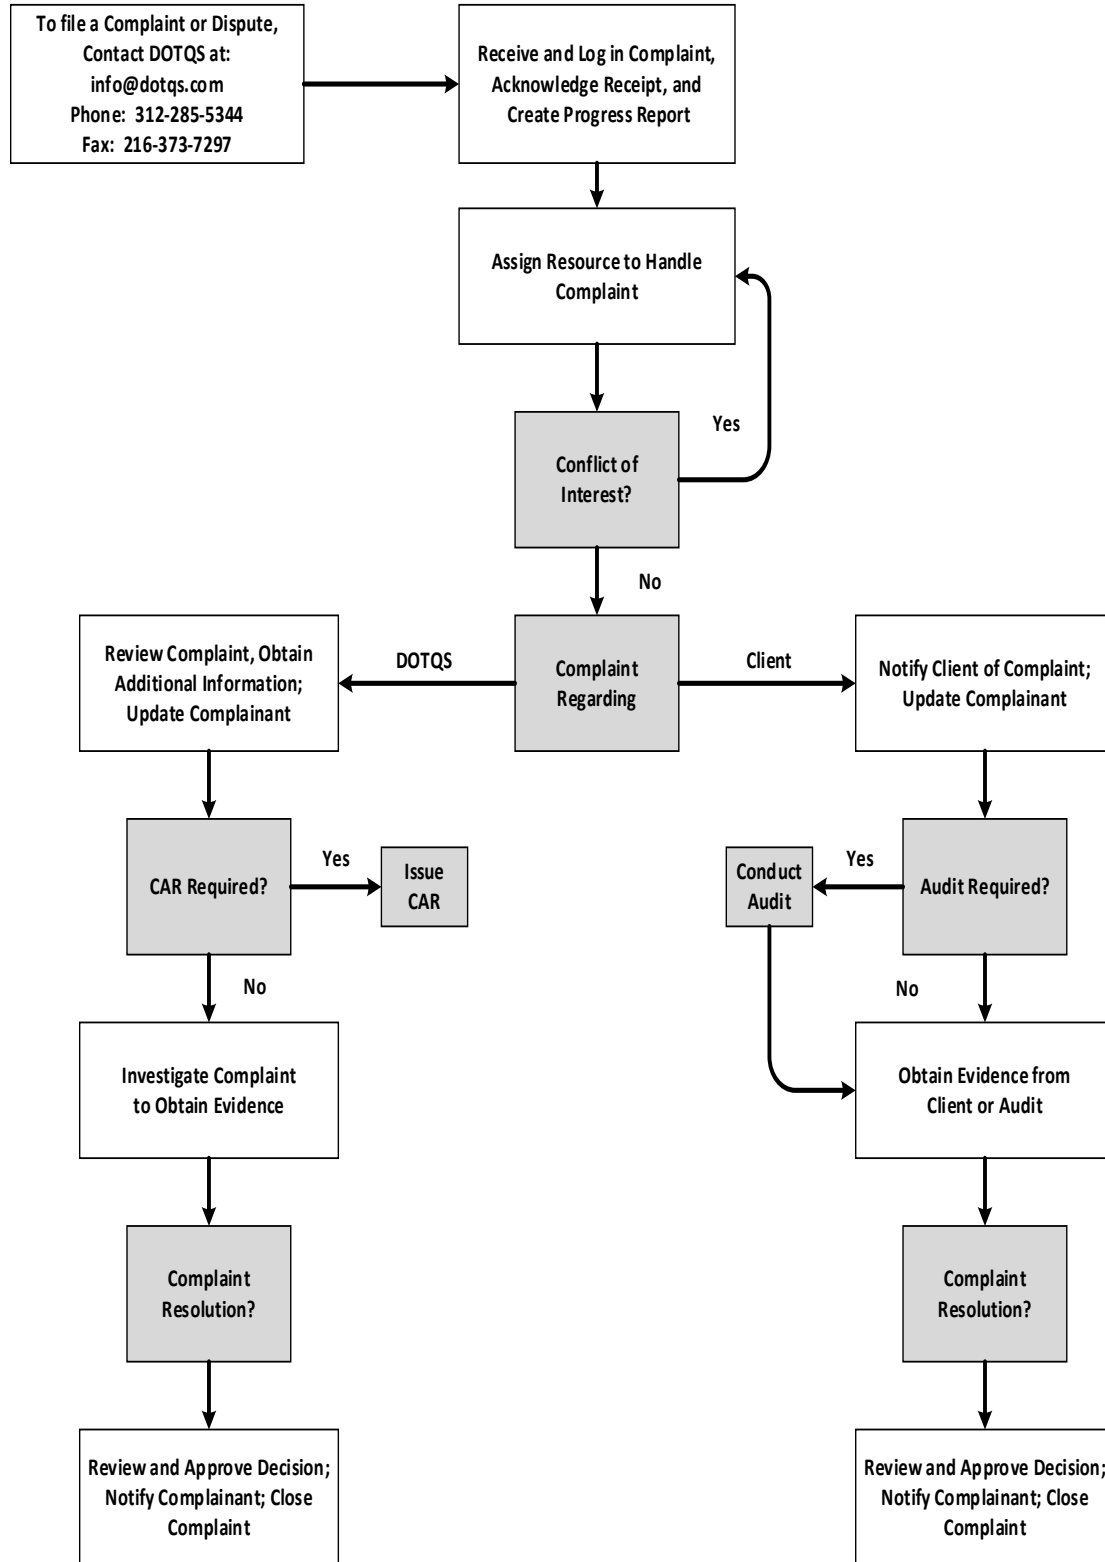 To file a Complaint or Dispute,
Contact DOTQS at:
info@dotqs.com
Phone: 312-285-5344
Fax: 216-373-7297
Receive and Log in Complaint,
Acknowledge Receipt, and
Create Progress Report
Assign Resource to Handle
Complaint
Yes
Conflict of
Interest?
No
Review Complaint, Obtain
Additional Information;
Update Complainant
DOTQS
Complaint
Regarding
Client
Notify Client of Complaint;
Update Complainant
CAR Required?
Yes
Issue
CAR
Conduct
Audit
Yes
Audit Required?
No
No
Investigate Complaint
to Obtain Evidence
Obtain Evidence from
Client or Audit
Complaint
Resolution?
Complaint
Resolution?
Review and Approve Decision;
Notify Complainant; Close
Complaint
Review and Approve Decision;
Notify Complainant; Close
Complaint